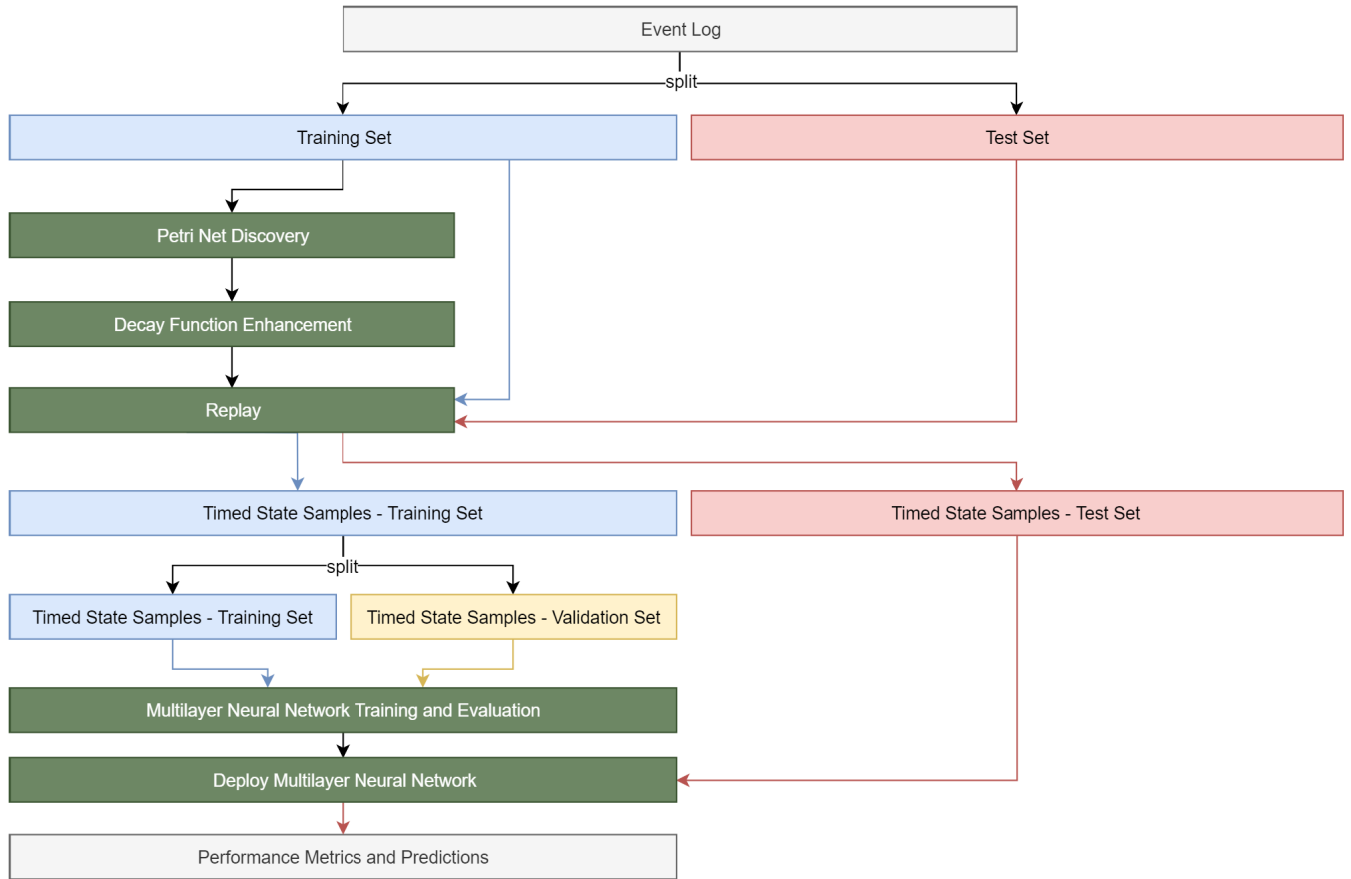 Event Log
split
Training Set
Test Set
Petri Net Discovery
Decay Function Enhancement
Replay
Timed State Samples - Training Set
Timed State Samples - Test Set
split
Timed State Samples - Training Set
Timed State Samples - Validation Set
Multilayer Neural Network Training and Evaluation
Deploy Multilayer Neural Network
Performance Metrics and Predictions